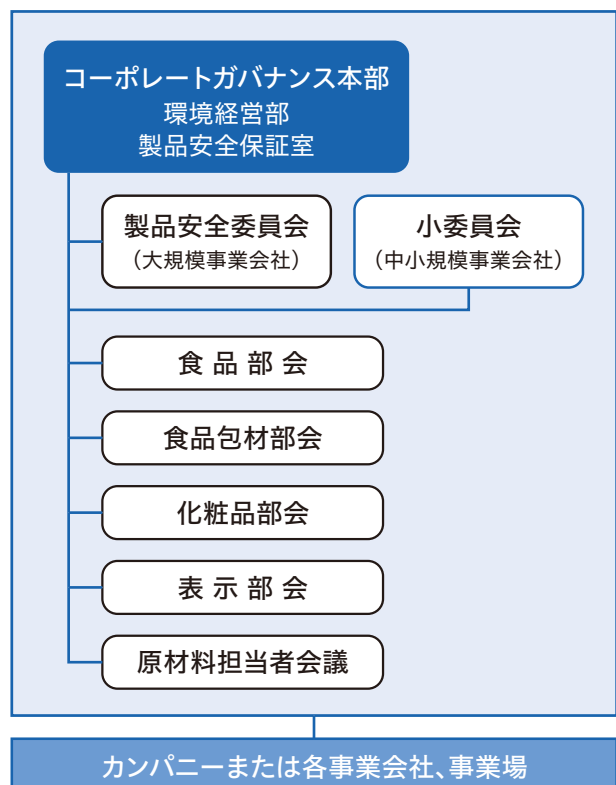 コーポレートガバナンス本部
環境経営部
製品安全保証室
製品安全委員会
（大規模事業会社）
小委員会
（中小規模事業会社）
食品部会
食品包材部会
化粧品部会
表示部会
原材料担当者会議
カンパニーまたは各事業会社、事業場